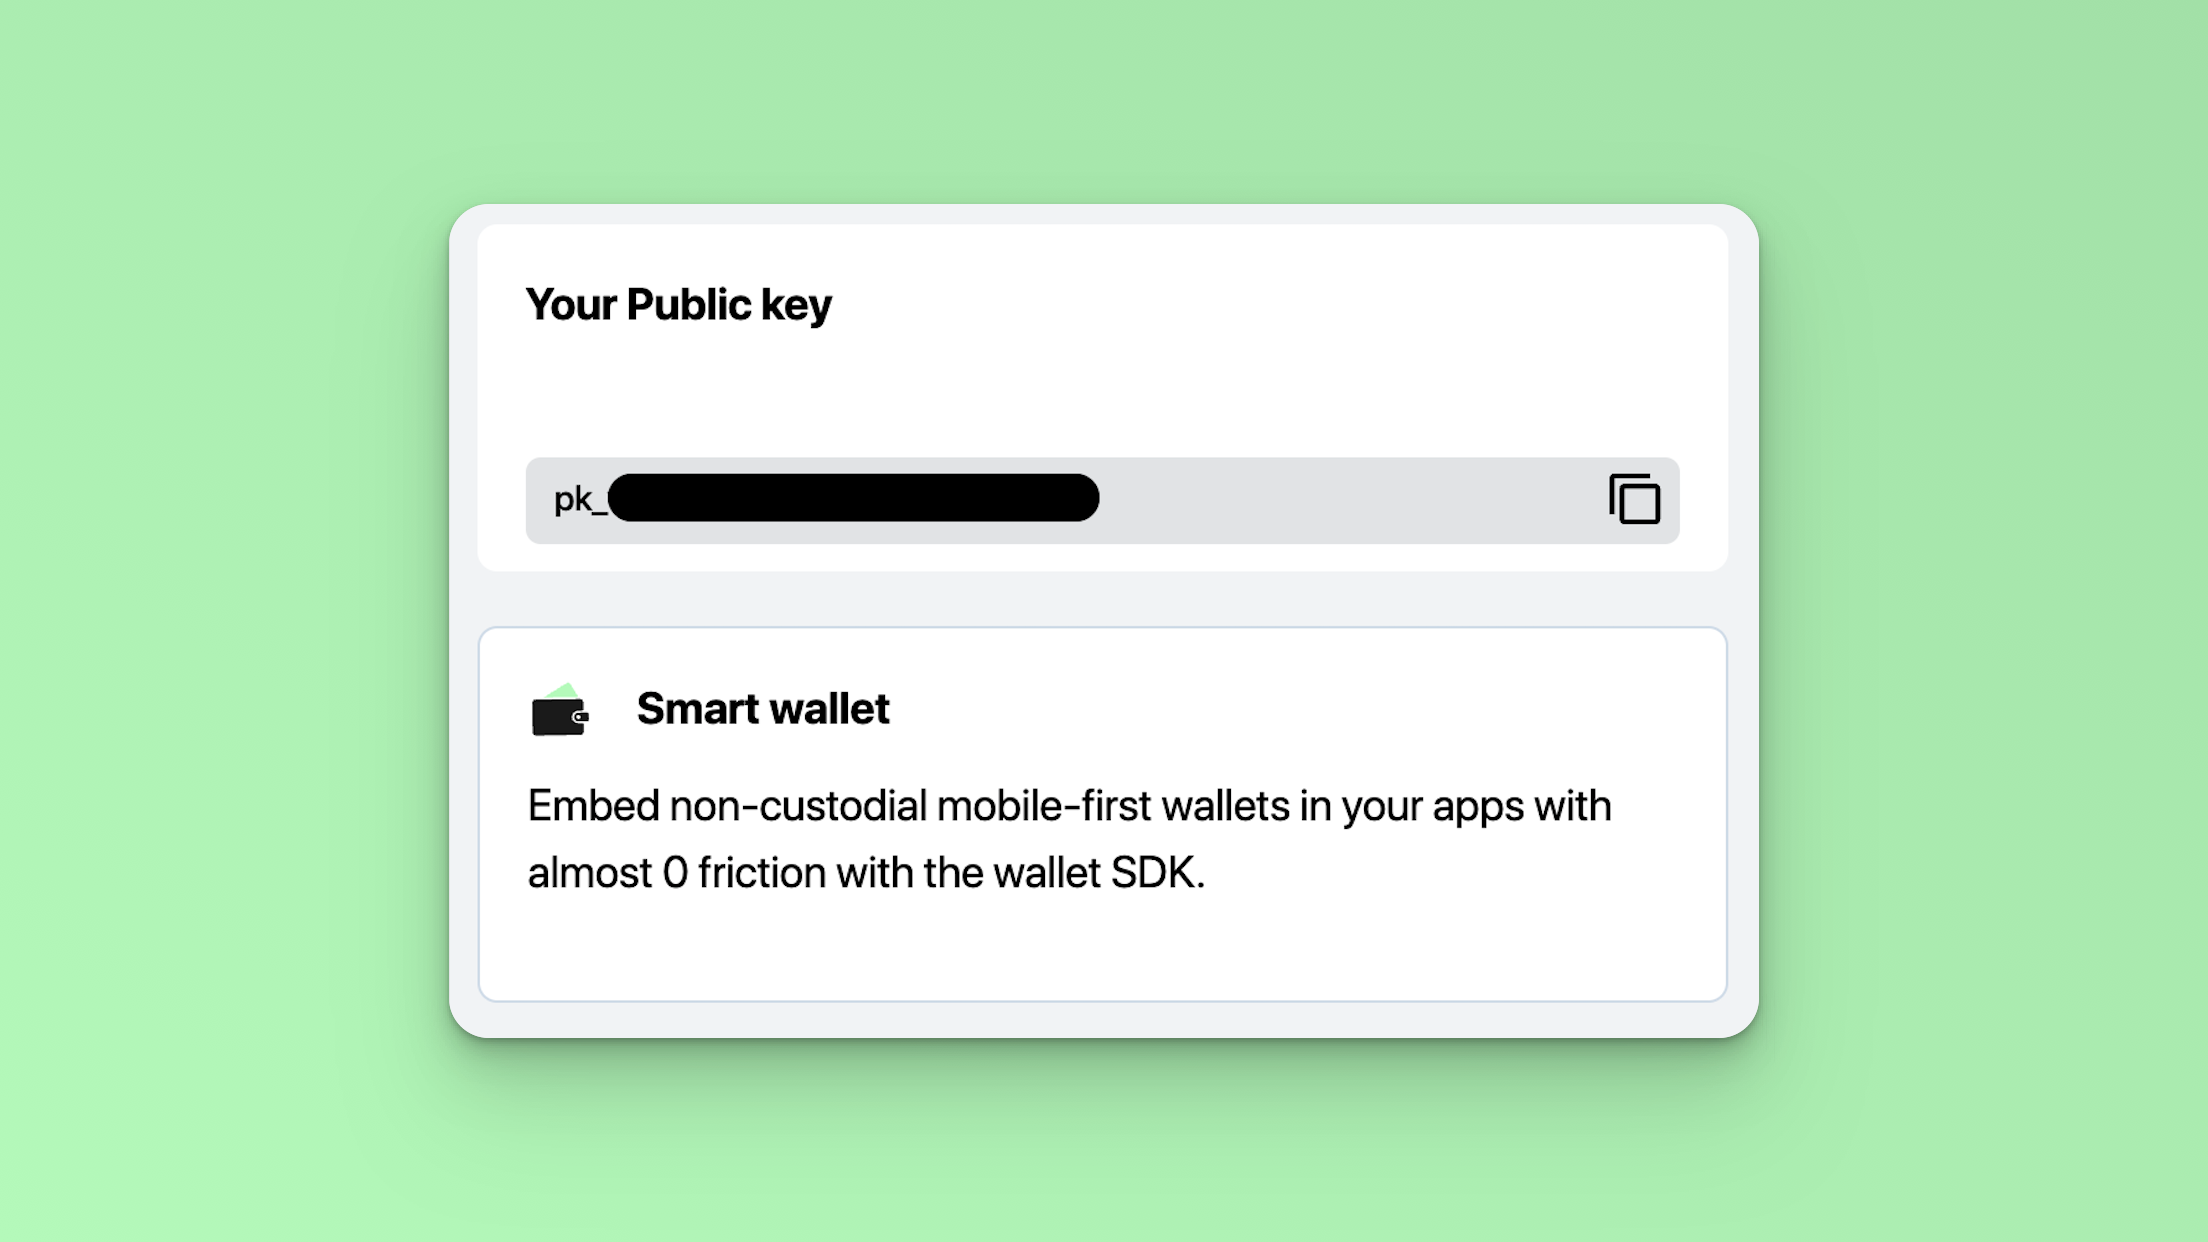 Your Public key
pk_
Smart wallet
Embed non-custodial mobile-first wallets in your apps with
almost 0 friction with the wallet SDK.